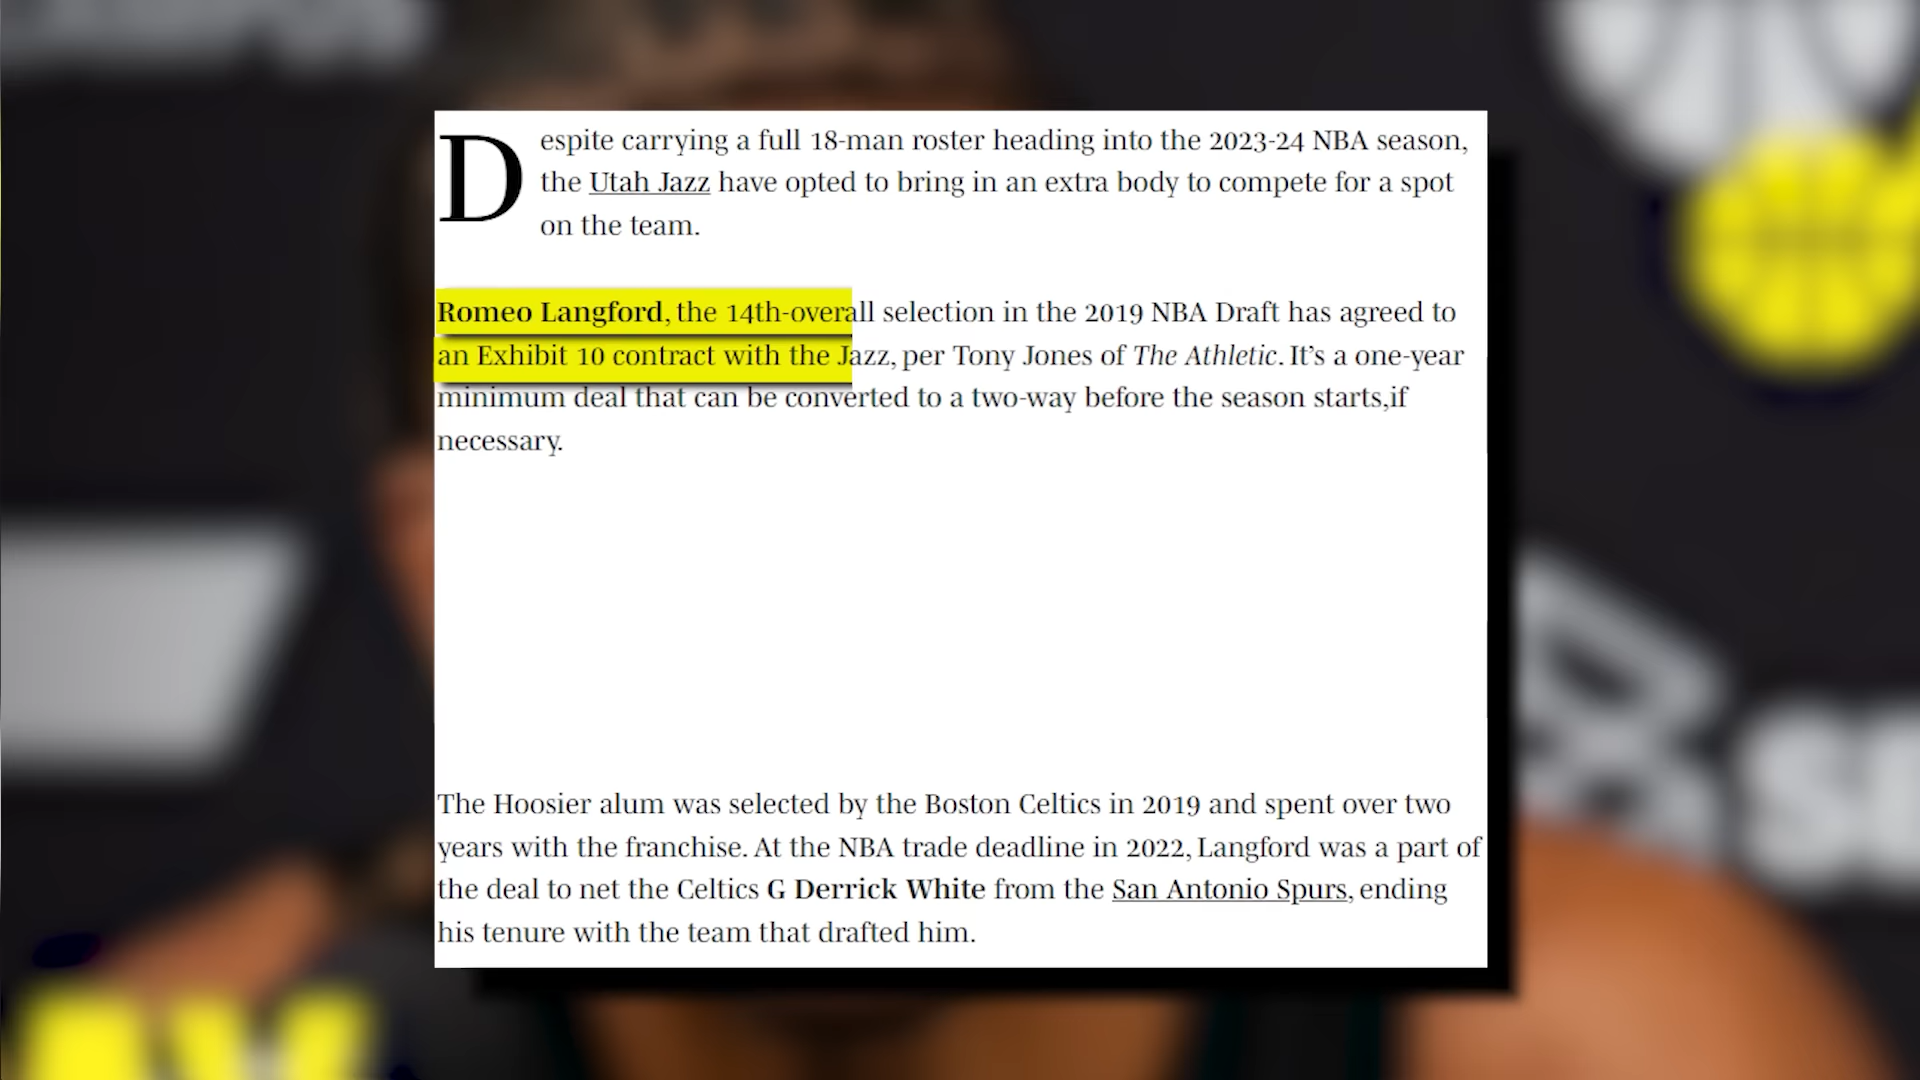 Despite carrying a full 18-man roster heading into the 2023-24 NBA season,
the Utah Jazz have opted to bring in an extra body to compete for a spot
on the team.
Romeo Langford, the 14th-overall selection in the 2019 NBA Draft has agreed to
an Exhibit 10 contract with the Jazz, per Tony Jones of The Athletic. It’s a one-year
minimum deal that can be converted to a two-way before the season starts,if
necessary.
The Hoosier alum was selected by the Boston Celtics in 2019 and spent over two
years with the franchise. At the NBA trade deadline in 2022, Langford was a part of
the deal to net the Celtics G Derrick White from the San Antonio Spurs, ending
his tenure with the team that drafted him.